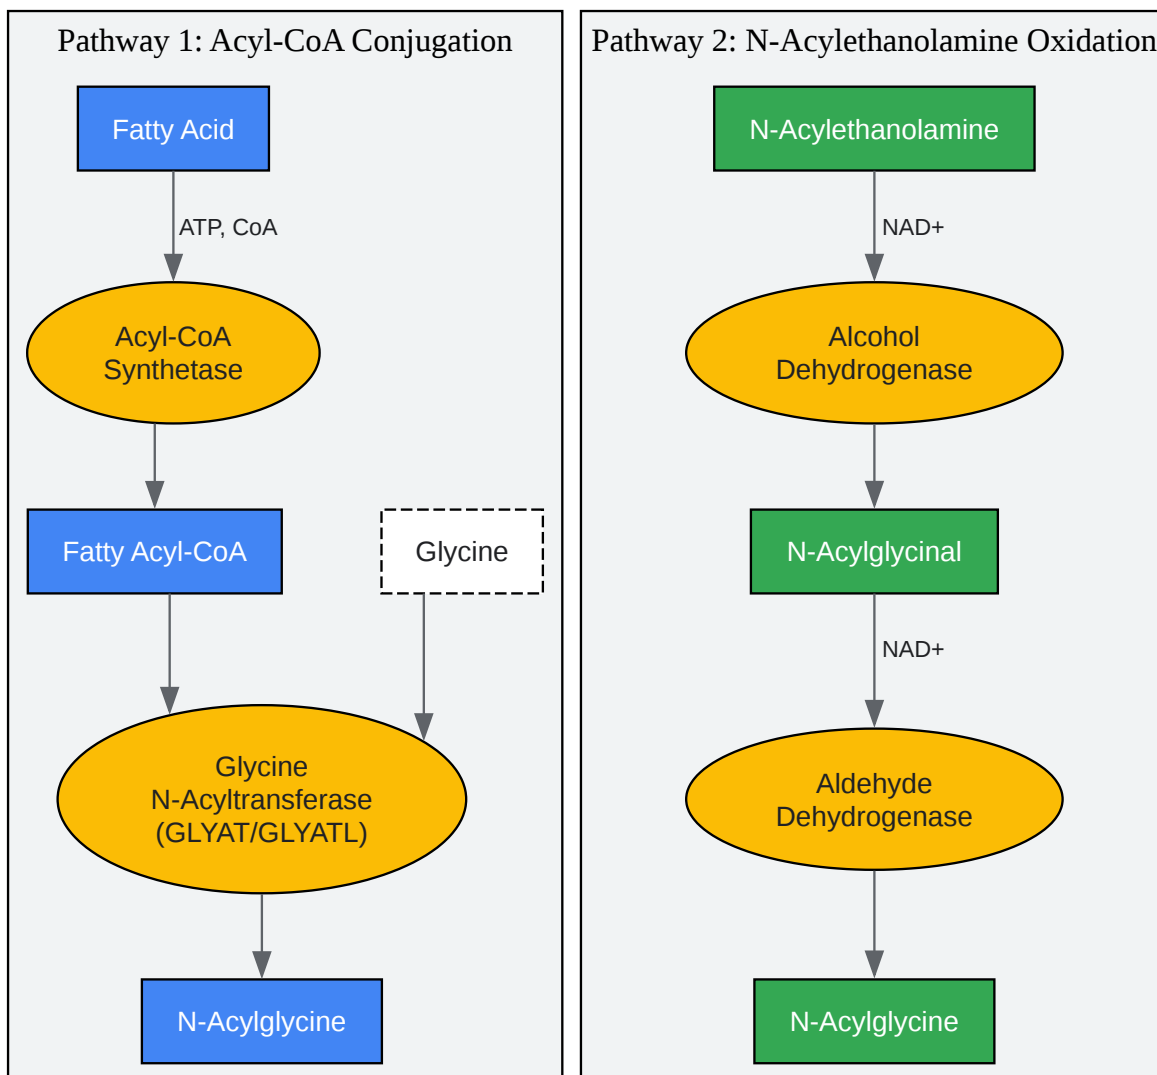 Pathway 1: Acyl-CoA Conjugation
Fatty Acid
ATP, CoA
Acyl-CoA
Synthetase
Fatty Acyl-CoA
Glycine
Glycine
N-Acyltransferase
(GLYAT/GLYATL)
N-Acylglycine
Pathway 2: N-Acylethanolamine Oxidation
N-Acylethanolamine
NAD+
Alcohol
Dehydrogenase
N-Acylglycinal
NAD+
Aldehyde
Dehydrogenase
N-Acylglycine